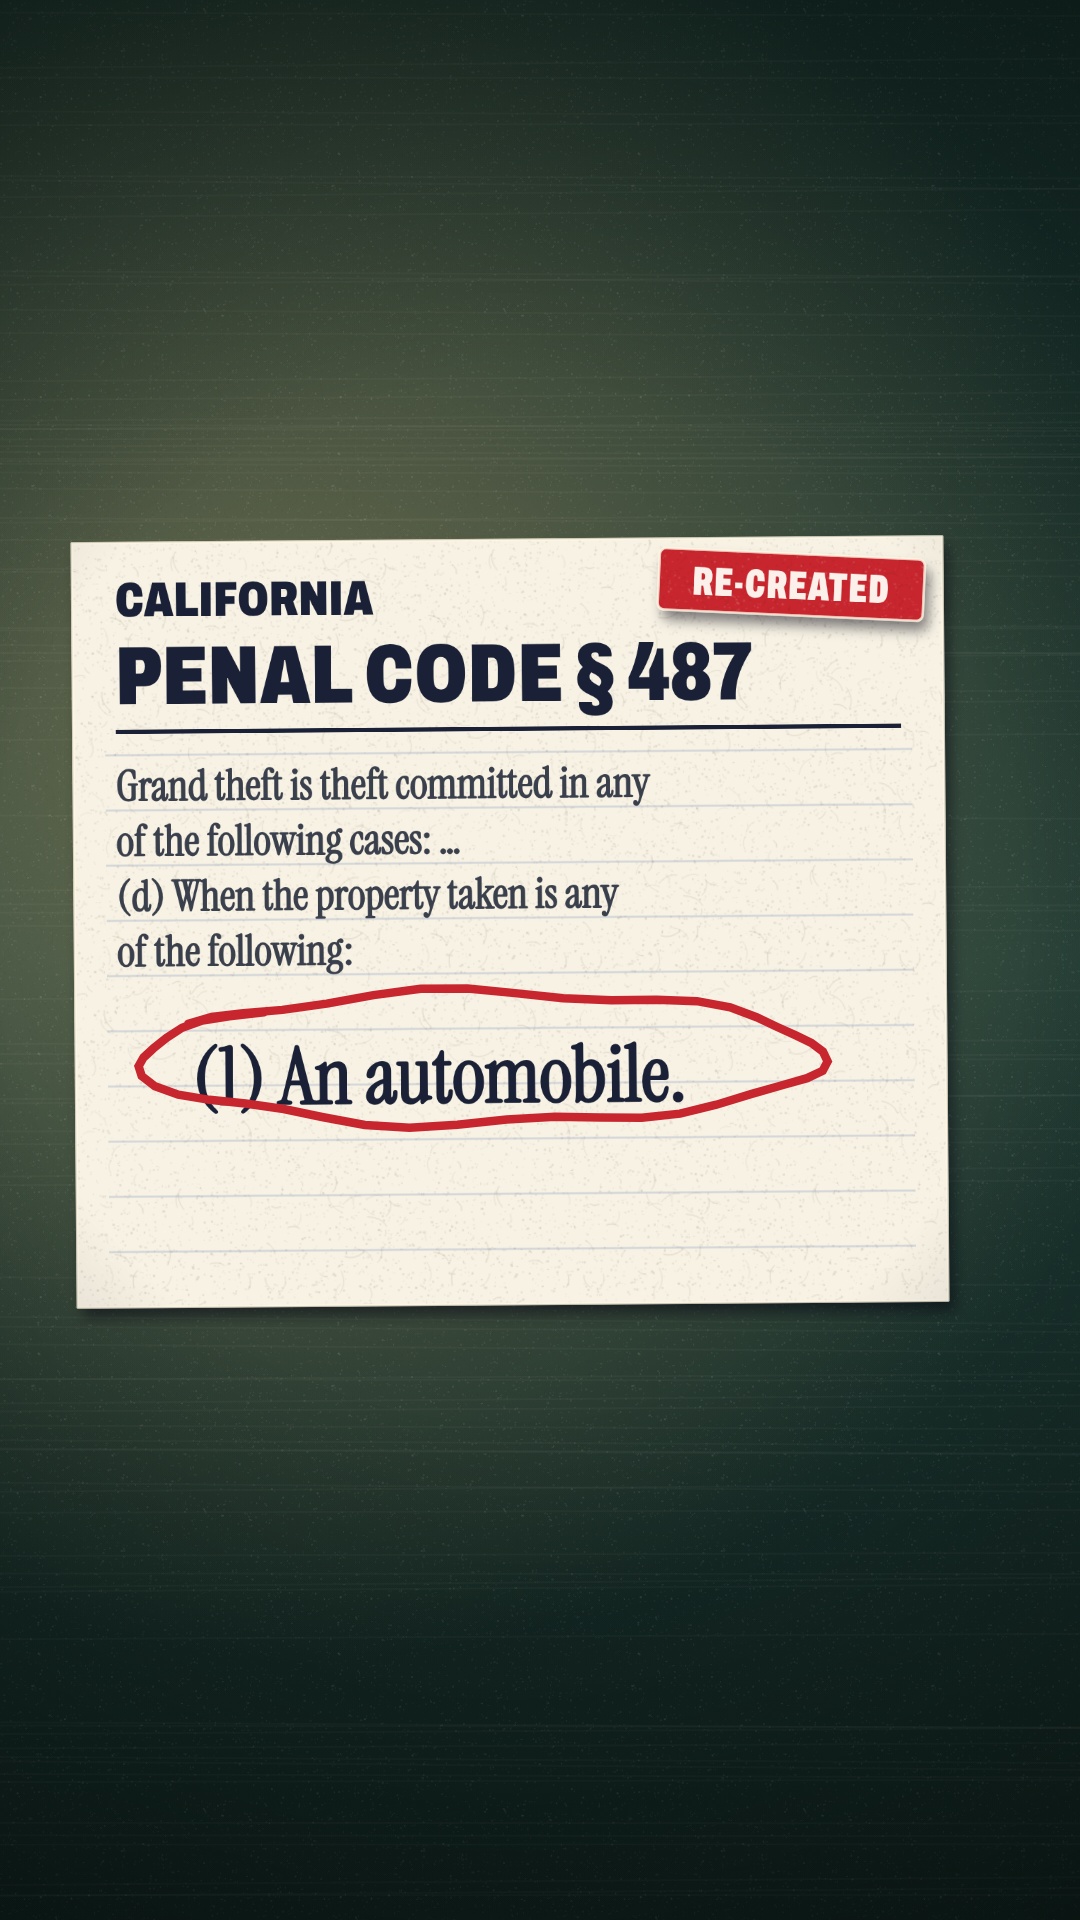 CALIFORNIA
RE-CREATED
PENAL CODE § 487
Grand theft is theft committed in any
of the following cases: ...
(d) When the property taken is any
of the following:
(1) An automobile.